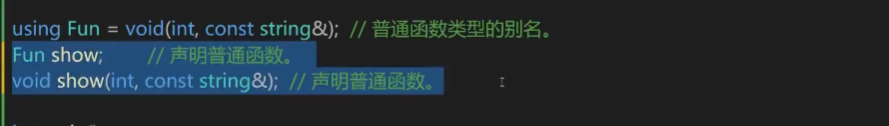 using Fun = void(int, const string&); // 普通函数类型的别名。
Fun show; // 声明普通函数。
void show(int, const string&); // 声明普通函数。